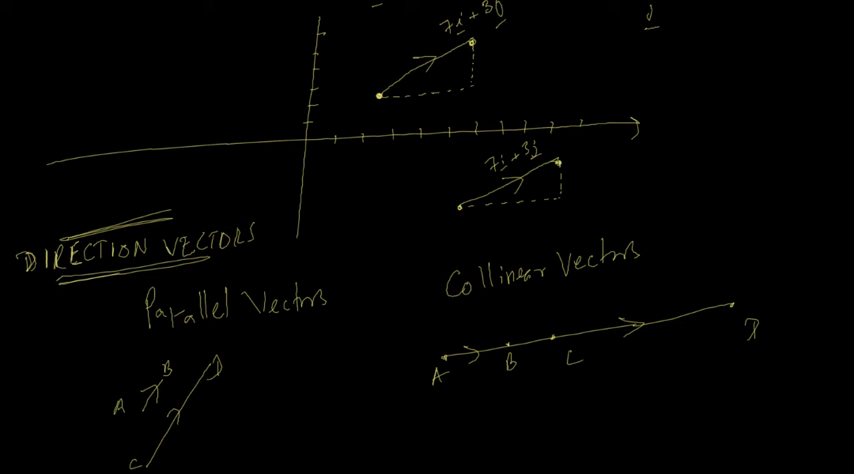 7i + 3j
j
7i + 3j
DIRECTION VECTORS
Parallel Vectors
Collinear Vectors
A B C D
A B D
C